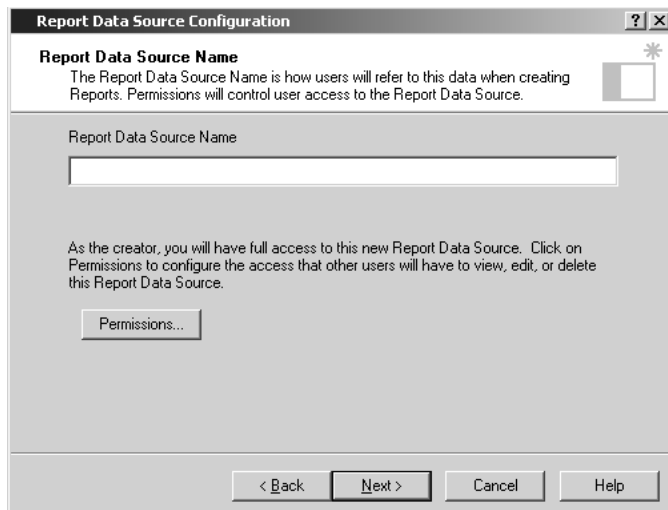 Report Data Source Configuration
Report Data Source Name
The Report Data Source Name is how users will refer to this data when creating
Reports. Permissions will control user access to the Report Data Source.
Report Data Source Name
As the creator, you will have full access to this new Report Data Source. Click on
Permissions to configure the access that other users will have to view, edit, or delete
this Report Data Source.
Permissions...
< Back Next > Cancel Help